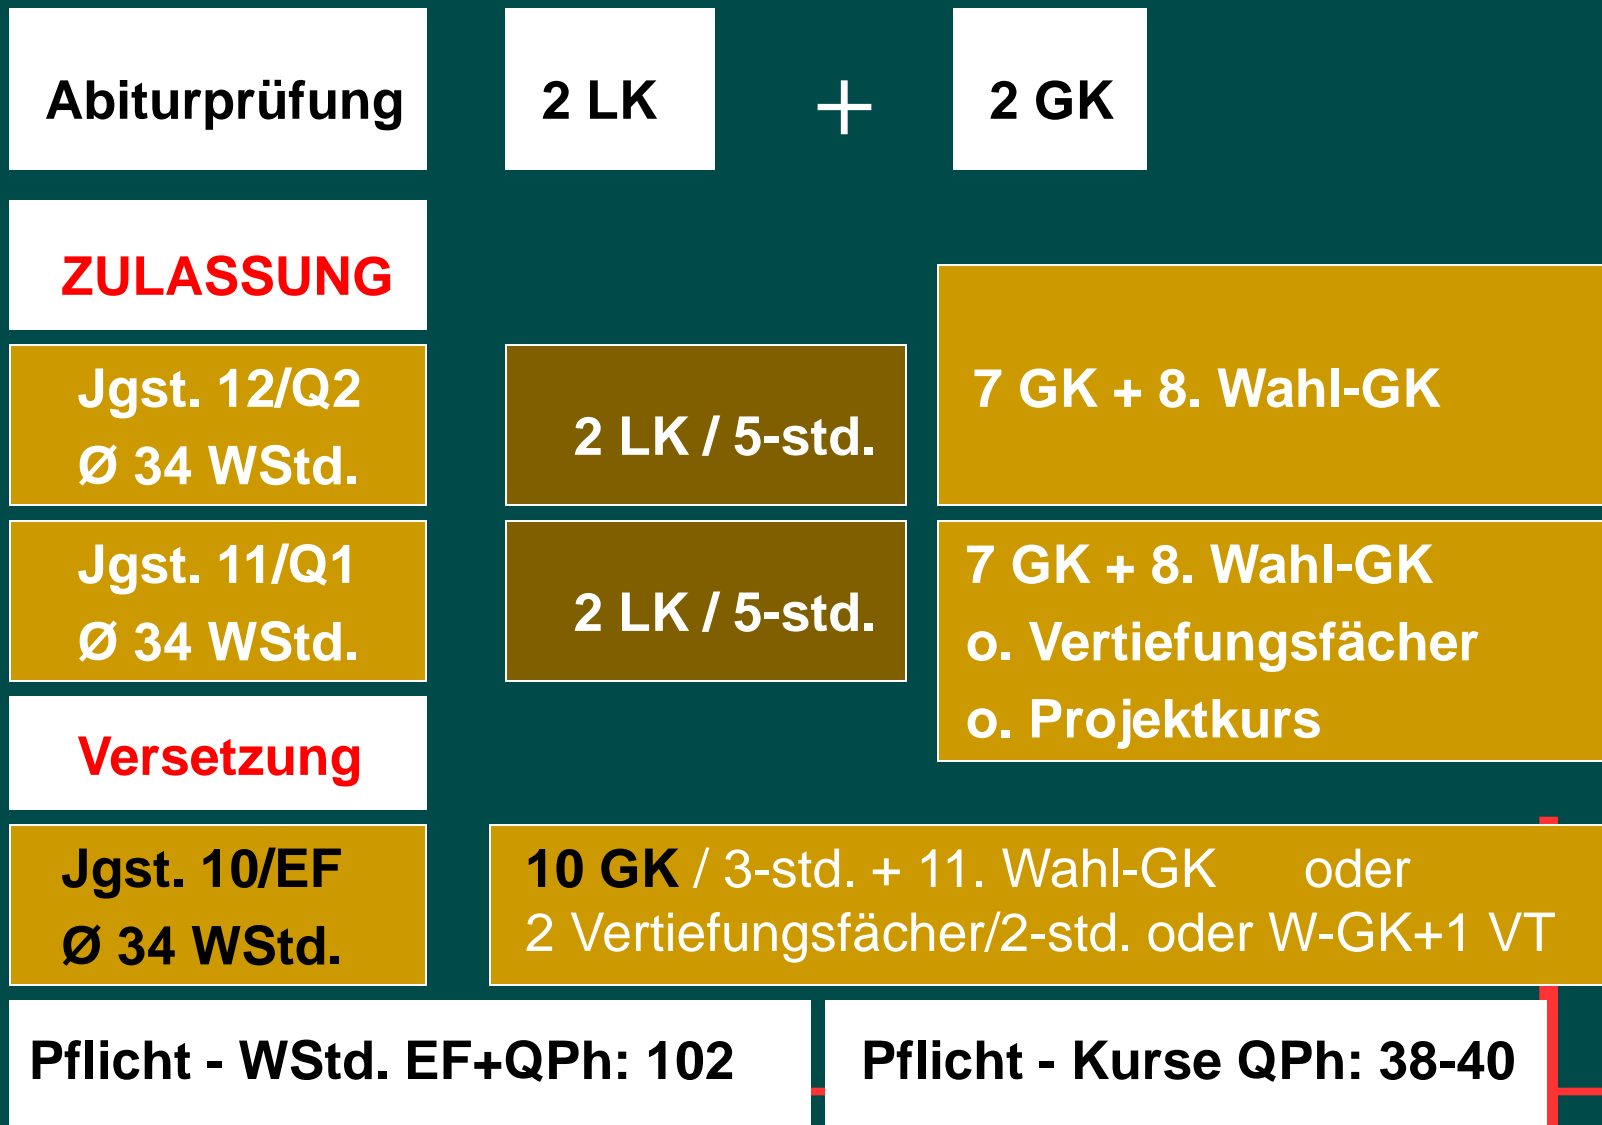 Abiturprüfung
2 LK
+
2 GK
ZULASSUNG
Jgst. 12/Q2
Ø 34 WStd.
2 LK / 5-std.
7 GK + 8. Wahl-GK
Jgst. 11/Q1
Ø 34 WStd.
2 LK / 5-std.
7 GK + 8. Wahl-GK
o. Vertiefungsfächer
o. Projektkurs
Versetzung
Jgst. 10/EF
Ø 34 WStd.
10 GK / 3-std. + 11. Wahl-GK oder
2 Vertiefungsfächer/2-std. oder W-GK+1 VT
Pflicht - WStd. EF+QPh: 102
Pflicht - Kurse QPh: 38-40